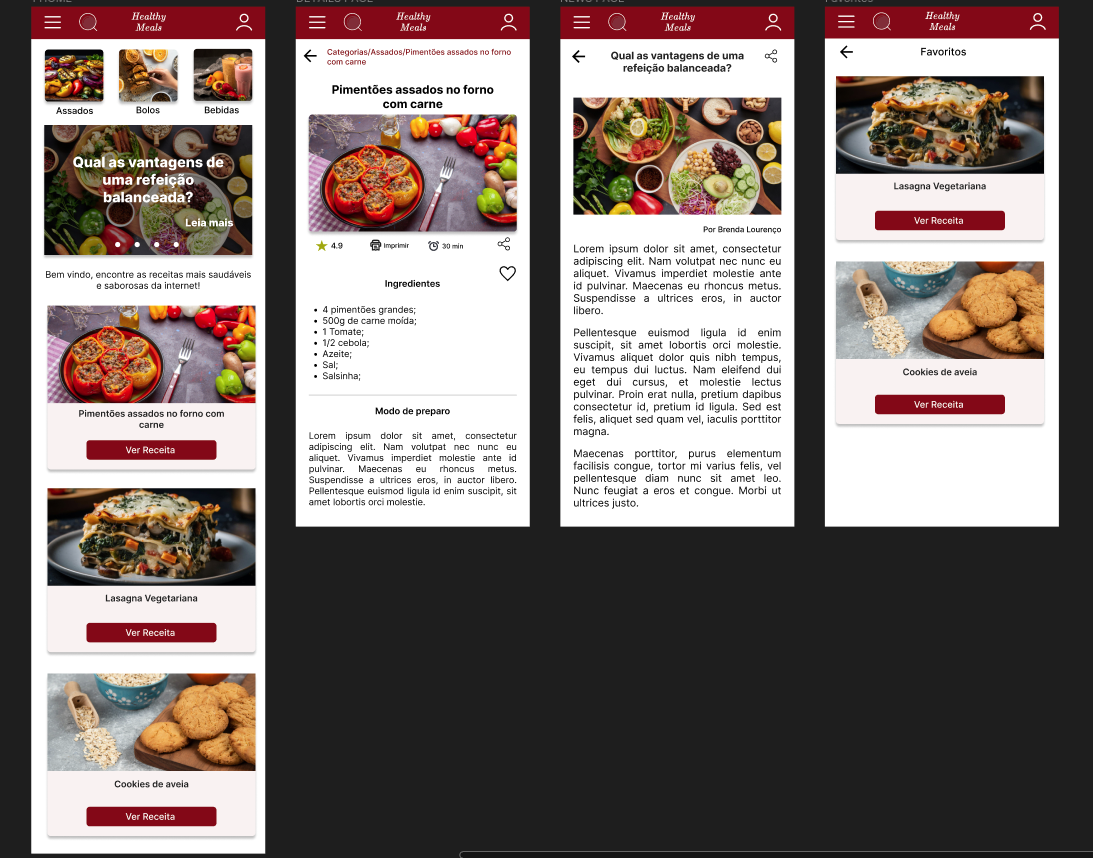 HOME
Healthy
Meals
Assados
Bolos
Bebidas
Qual as vantagens de
uma refeição
balanceada?
Leia mais
Bem vindo, encontre as receitas mais saudáveis
e saborosas da internet!
Pimentões assados no forno com
carne
Ver Receita
Lasagna Vegetariana
Ver Receita
Cookies de aveia
Ver Receita
DETAILS PAGE
Healthy
Meals
Categorias/Assados/Pimentões assados no forno
com carne
Pimentões assados no forno
com carne
4.9
Imprimir
30 min
Ingredientes
• 4 pimentões grandes;
• 500g de carne moída;
• 1 Tomate;
• 1/2 cebola;
• Azeite;
• Sal;
• Salsinha;
Modo de preparo
Lorem ipsum dolor sit amet, consectetur
adipiscing elit. Nam volutpat nec nunc eu
aliquet. Vivamus imperdiet molestie ante id
pulvinar. Maecenas eu rhoncus metus.
Suspendisse a ultrices eros, in auctor libero.
Pellentesque euismod ligula id enim suscipit, sit
amet lobortis orci molestie.
NEWS PAGE
Healthy
Meals
Qual as vantagens de uma
refeição balanceada?
Por Brenda Lourenço
Lorem ipsum dolor sit amet, consectetur
adipiscing elit. Nam volutpat nec nunc eu
aliquet. Vivamus imperdiet molestie ante
id pulvinar. Maecenas eu rhoncus metus.
Suspendisse a ultrices eros, in auctor
libero.
Pellentesque euismod ligula id enim
suscipit, sit amet lobortis orci molestie.
Vivamus aliquet dolor quis nibh tempus,
eu tempus dui luctus. Nam eleifend dui
eget dui cursus, et molestie lectus
pulvinar. Proin erat nulla, pretium dapibus
consectetur id, pretium id ligula. Sed est
felis, aliquet sed quam vel, iaculis porttitor
magna.
Maecenas porttitor, purus elementum
facilisis congue, tortor mi varius felis, vel
pellentesque diam nunc sit amet leo.
Nunc feugiat a eros et congue. Morbi ut
ultrices justo.
Favoritos
Healthy
Meals
Favoritos
Lasagna Vegetariana
Ver Receita
Cookies de aveia
Ver Receita